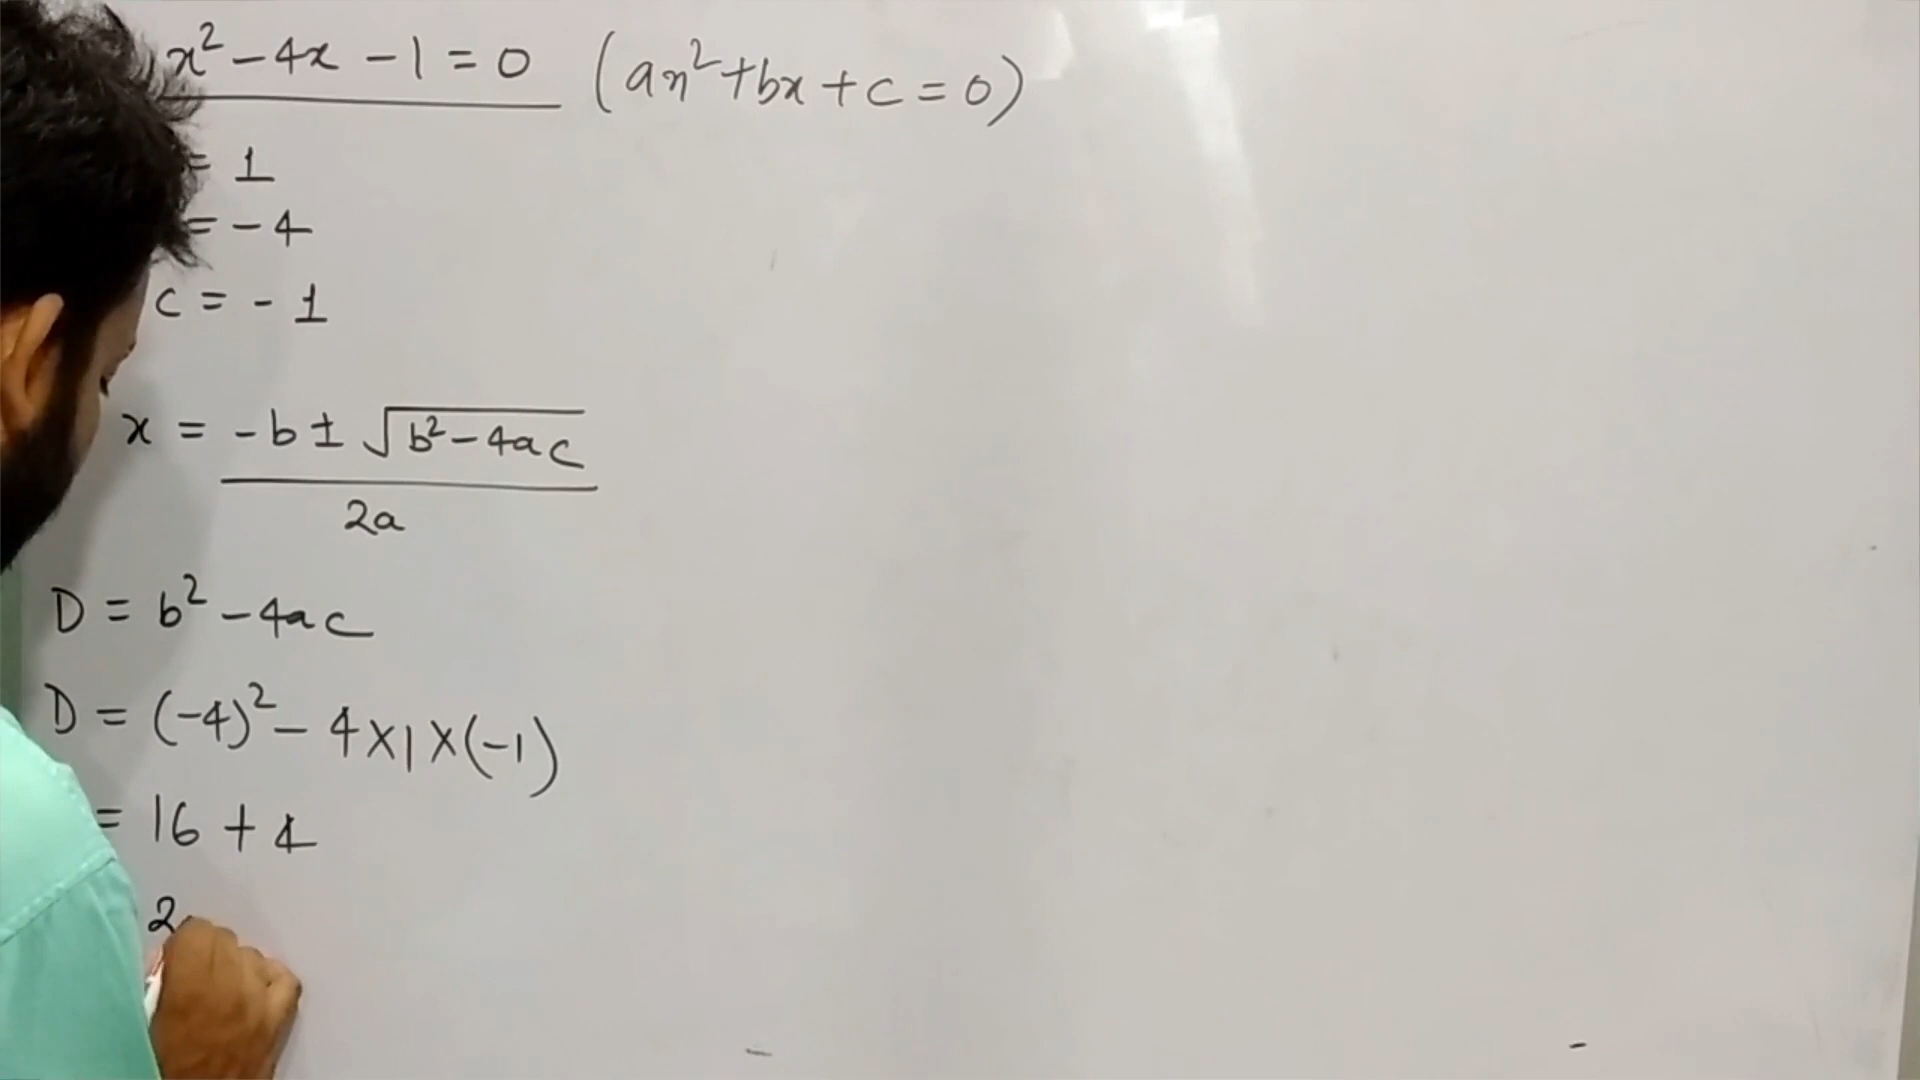 x² - 4x - 1 = 0 (ax² + bx + c = 0)
= 1
= - 4
c = - 1
x = -b ± √b² - 4ac
2a
D = b² - 4ac
D = (-4)² - 4 × 1 × (-1)
= 16 + 4
2